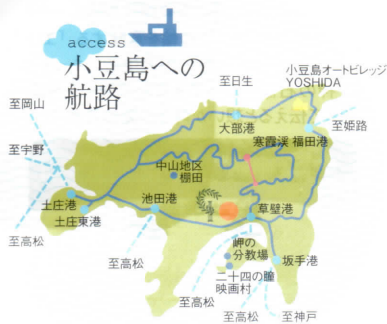 access
小豆島への
航路
至岡山
至宇野
至日生
小豆島オートビレッジ
YOSHIDA
大部港
至姫路
寒霞渓
福田港
中山地区
棚田
土庄港
土庄東港
池田港
草壁港
至高松
至高松
岬の
分教場
二十四の瞳
映画村
坂手港
至高松
至高松
至神戸